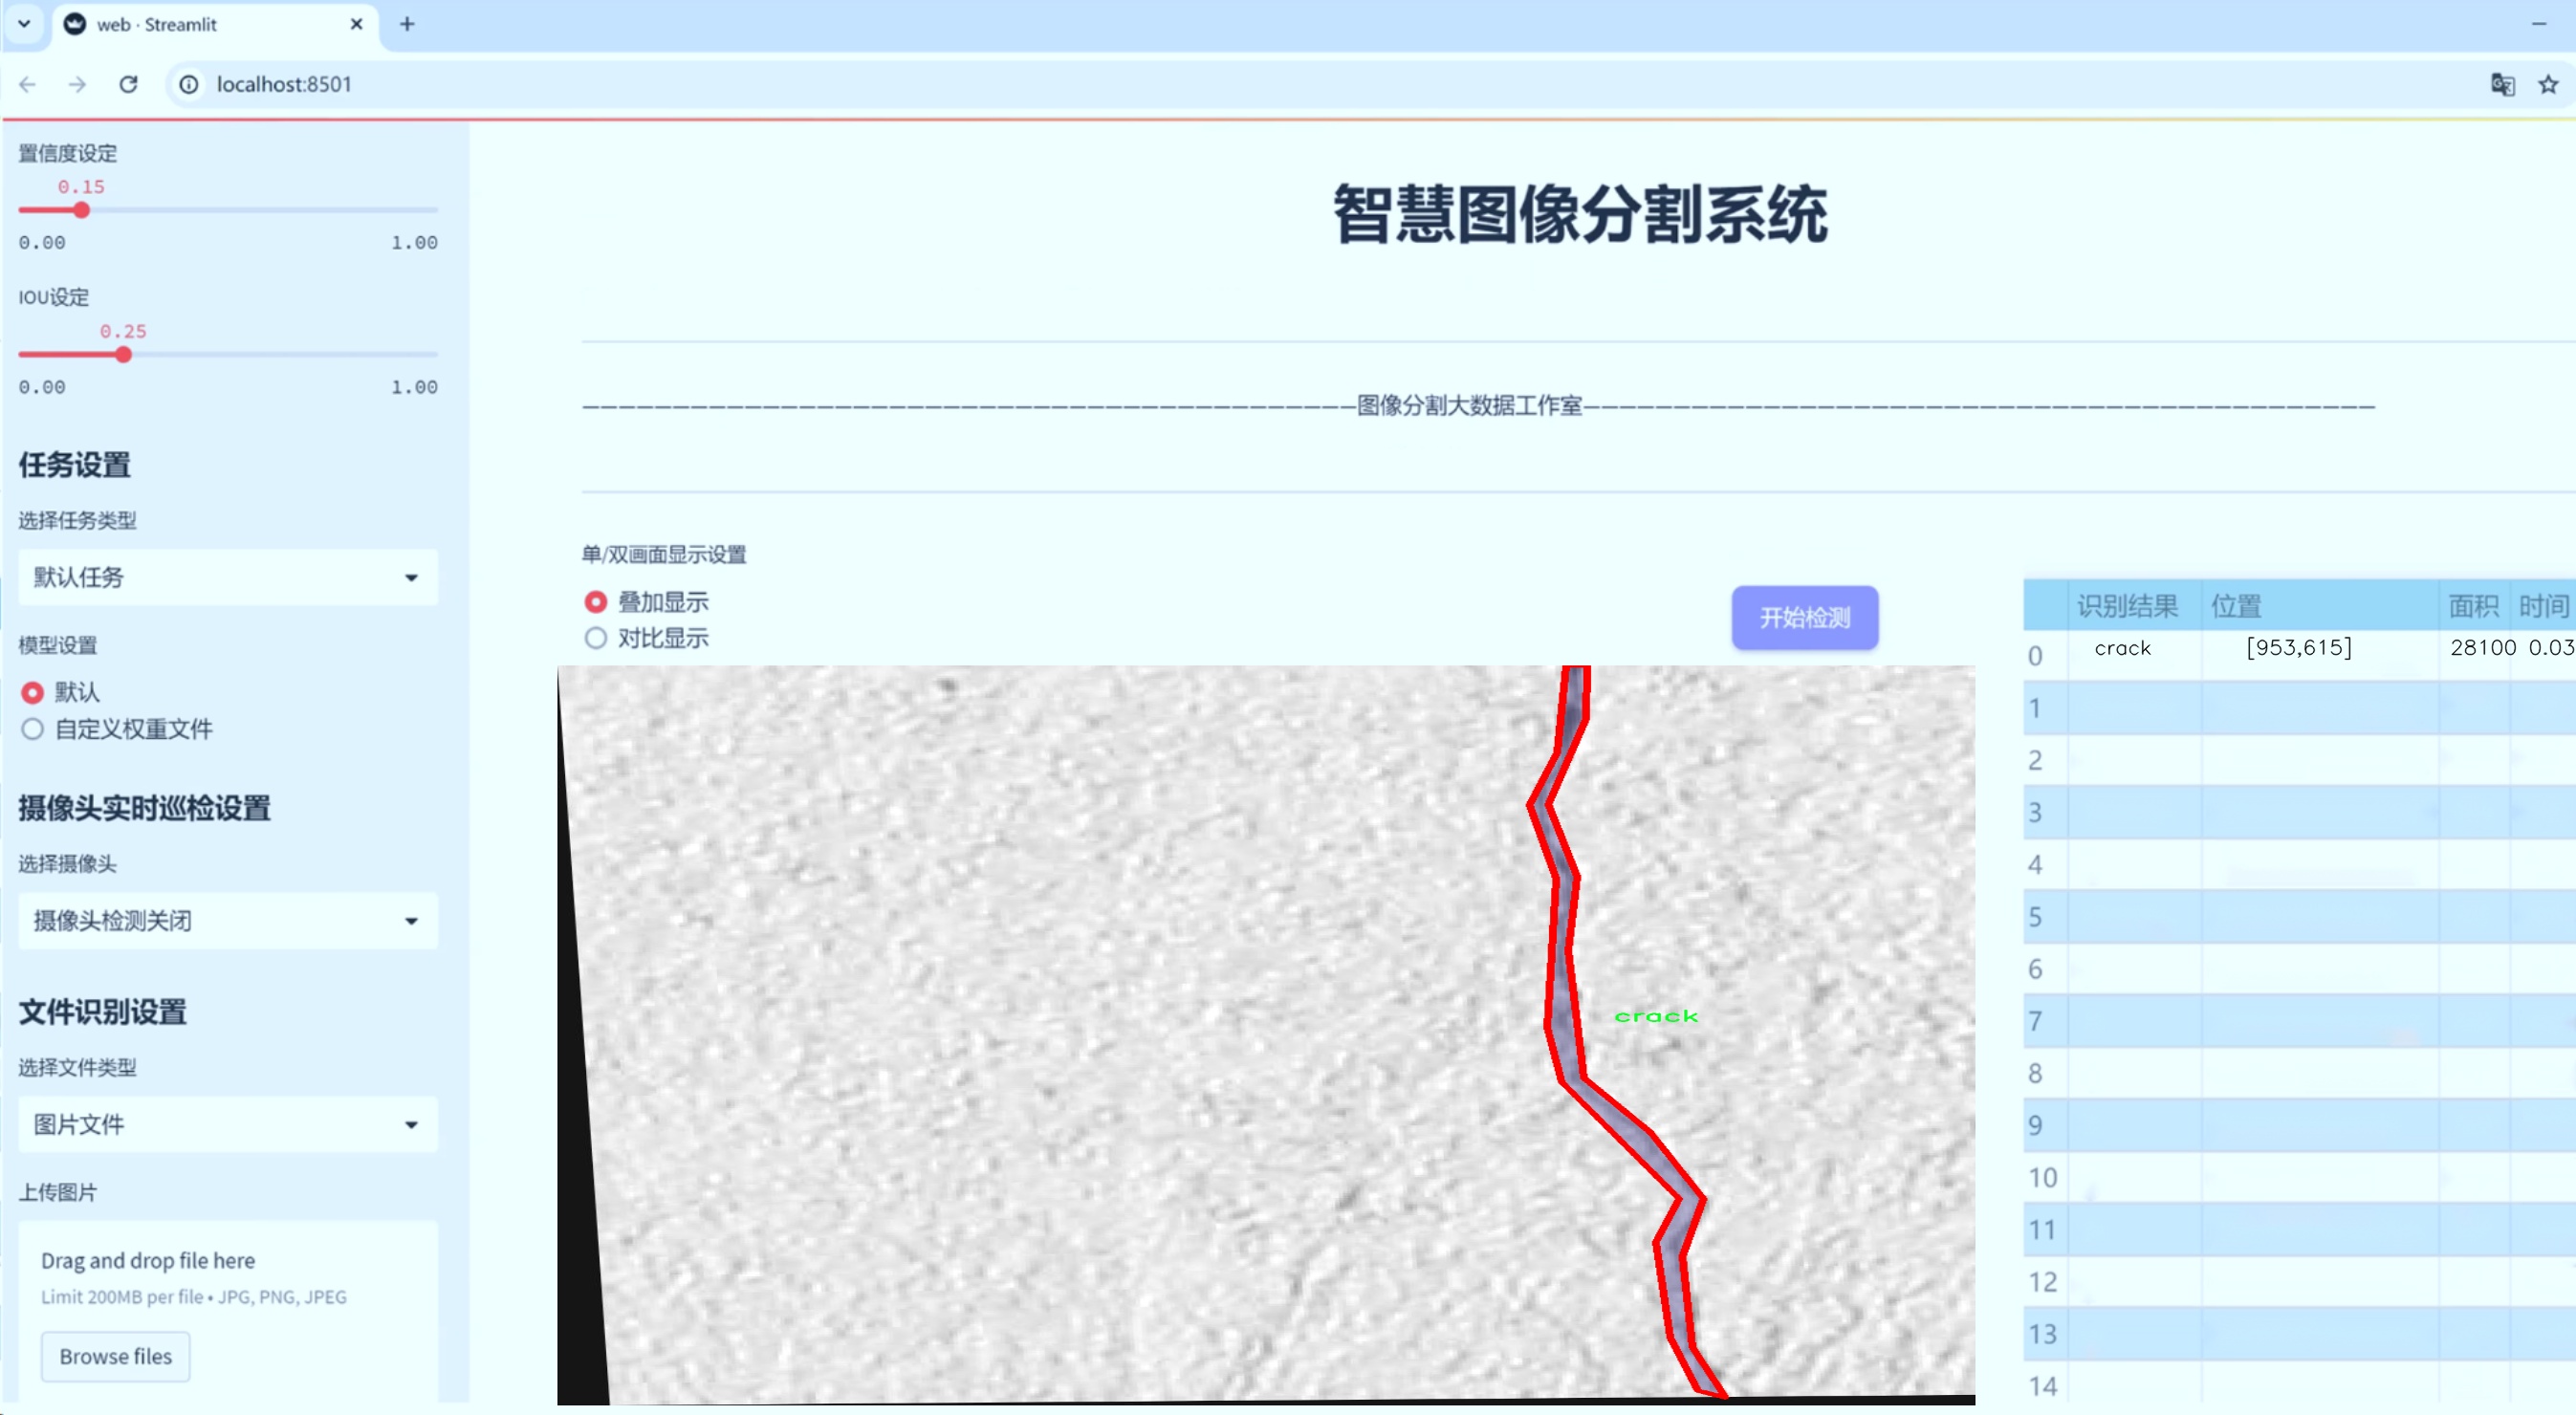 web · Streamlit
localhost:8501
置信度设定
0.15
0.00 1.00
IOU设定
0.25
0.00 1.00
任务设置
选择任务类型
默认任务
模型设置
默认
自定义权重文件
摄像头实时巡检设置
选择摄像头
摄像头检测关闭
文件识别设置
选择文件类型
图片文件
上传图片
Drag and drop file here
Limit 200MB per file • JPG, PNG, JPEG
Browse files
智慧图像分割系统
———————————————————————————————————————————图像分割大数据工作室————————————————————————————————————————————
单/双画面显示设置
叠加显示
对比显示
开始检测
crack
识别结果 位置 面积 时间
0 crack [953,615] 28100 0.03
1
2
3
4
5
6
7
8
9
10
11
12
13
14